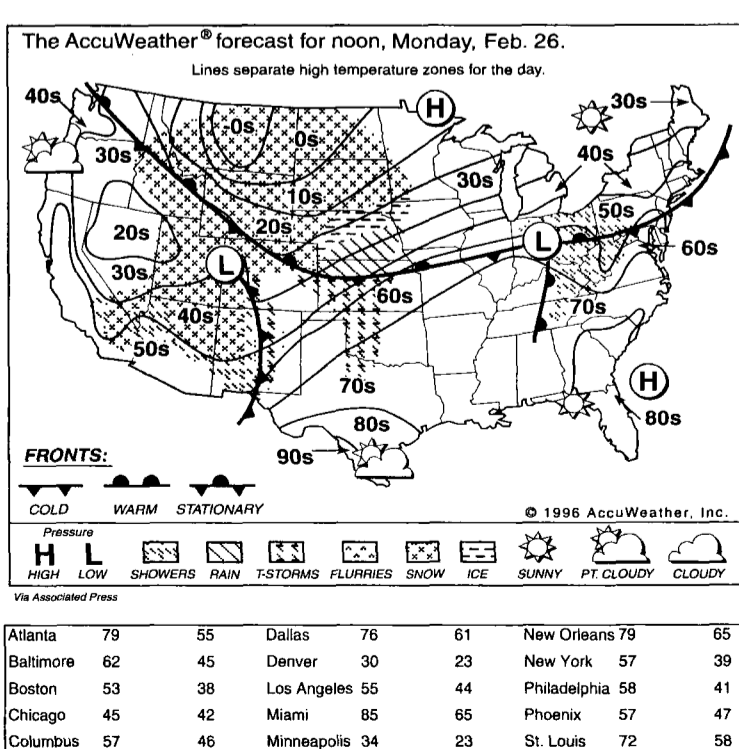 The AccuWeather® forecast for noon, Monday, Feb. 26.
Lines separate high temperature zones for the day.
40s
-0s
0s
H
30s
30s
40s
10s
30s
20s
50s
20s
L
L
60s
30s
60s
40s
70s
50s
70s
H
80s
80s
90s
FRONTS:
COLD WARM STATIONARY
© 1996 AccuWeather, Inc.
Pressure
H L
HIGH LOW SHOWERS RAIN T-STORMS FLURRIES SNOW ICE SUNNY PT. CLOUDY CLOUDY
Via Associated Press
Atlanta 79 55 Dallas 76 61 New Orleans 79 65
Baltimore 62 45 Denver 30 23 New York 57 39
Boston 53 38 Los Angeles 55 44 Philadelphia 58 41
Chicago 45 42 Miami 85 65 Phoenix 57 47
Columbus 57 46 Minneapolis 34 23 St. Louis 72 58